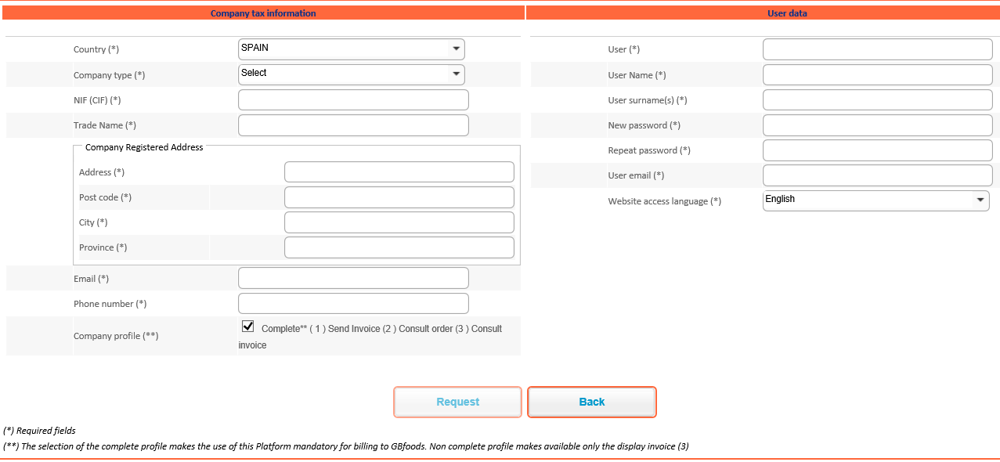 Company tax information
User data
Country (*)
SPAIN
Company type (*)
Select
NIF (CIF) (*)
Trade Name (*)
Company Registered Address
Address (*)
Post code (*)
City (*)
Province (*)
Email (*)
Phone number (*)
Company profile (**)
Complete** ( 1 ) Send Invoice (2 ) Consult order (3 ) Consult
invoice
User (*)
User Name (*)
User surname(s) (*)
New password (*)
Repeat password (*)
User email (*)
Website access language (*)
English
Request
Back
(*) Required fields
(**) The selection of the complete profile makes the use of this Platform mandatory for billing to GBfoods. Non complete profile makes available only the display invoice (3)